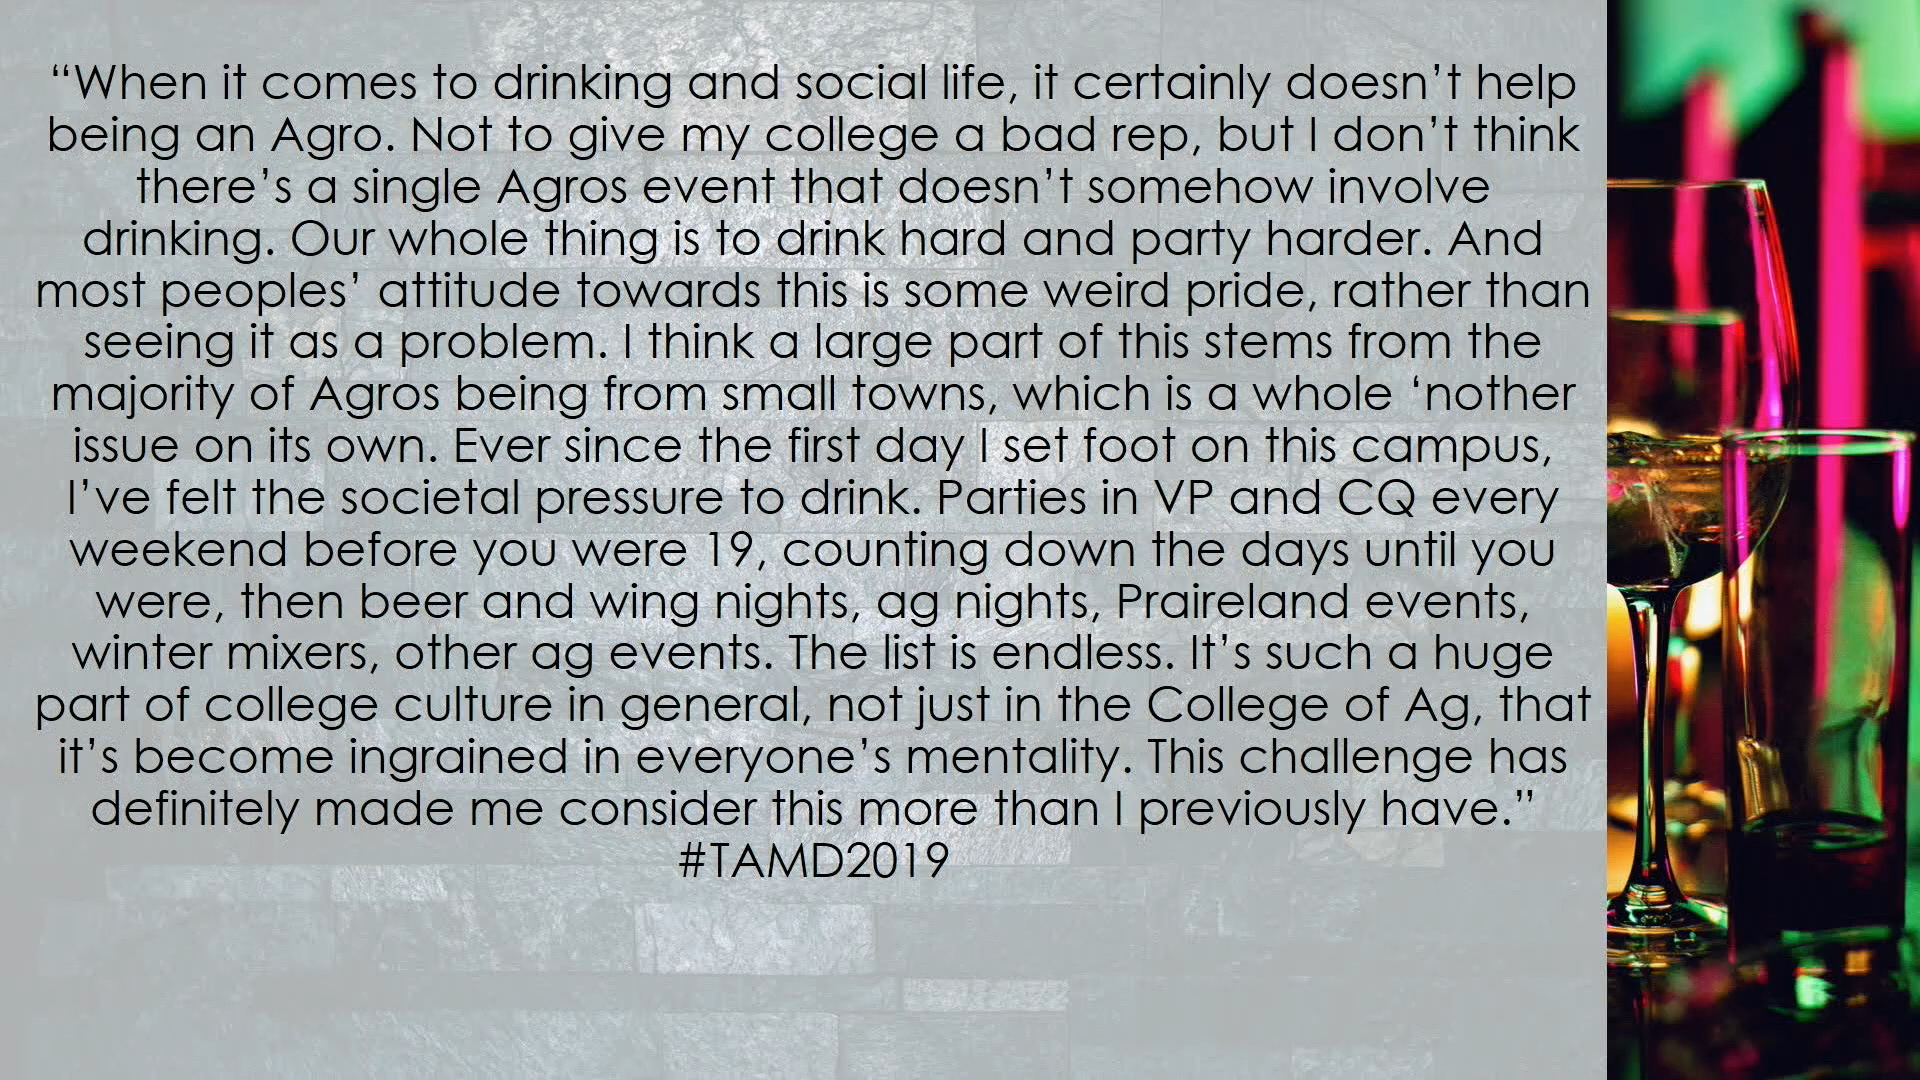 “When it comes to drinking and social life, it certainly doesn’t help
being an Agro. Not to give my college a bad rep, but I don’t think
there’s a single Agros event that doesn’t somehow involve
drinking. Our whole thing is to drink hard and party harder. And
most peoples’ attitude towards this is some weird pride, rather than
seeing it as a problem. I think a large part of this stems from the
majority of Agros being from small towns, which is a whole ‘nother
issue on its own. Ever since the first day I set foot on this campus,
I’ve felt the societal pressure to drink. Parties in VP and CQ every
weekend before you were 19, counting down the days until you
were, then beer and wing nights, ag nights, Praireland events,
winter mixers, other ag events. The list is endless. It’s such a huge
part of college culture in general, not just in the College of Ag, that
it’s become ingrained in everyone’s mentality. This challenge has
definitely made me consider this more than I previously have.”
#TAMD2019